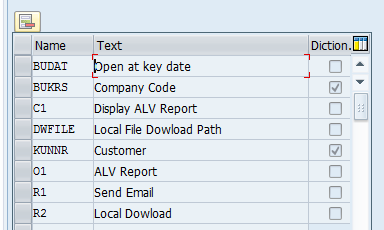 Name Text Diction.
BUDAT Open at key date
BUKRS Company Code
C1 Display ALV Report
DWFILE Local File Dowload Path
KUNNR Customer
O1 ALV Report
R1 Send Email
R2 Local Dowload